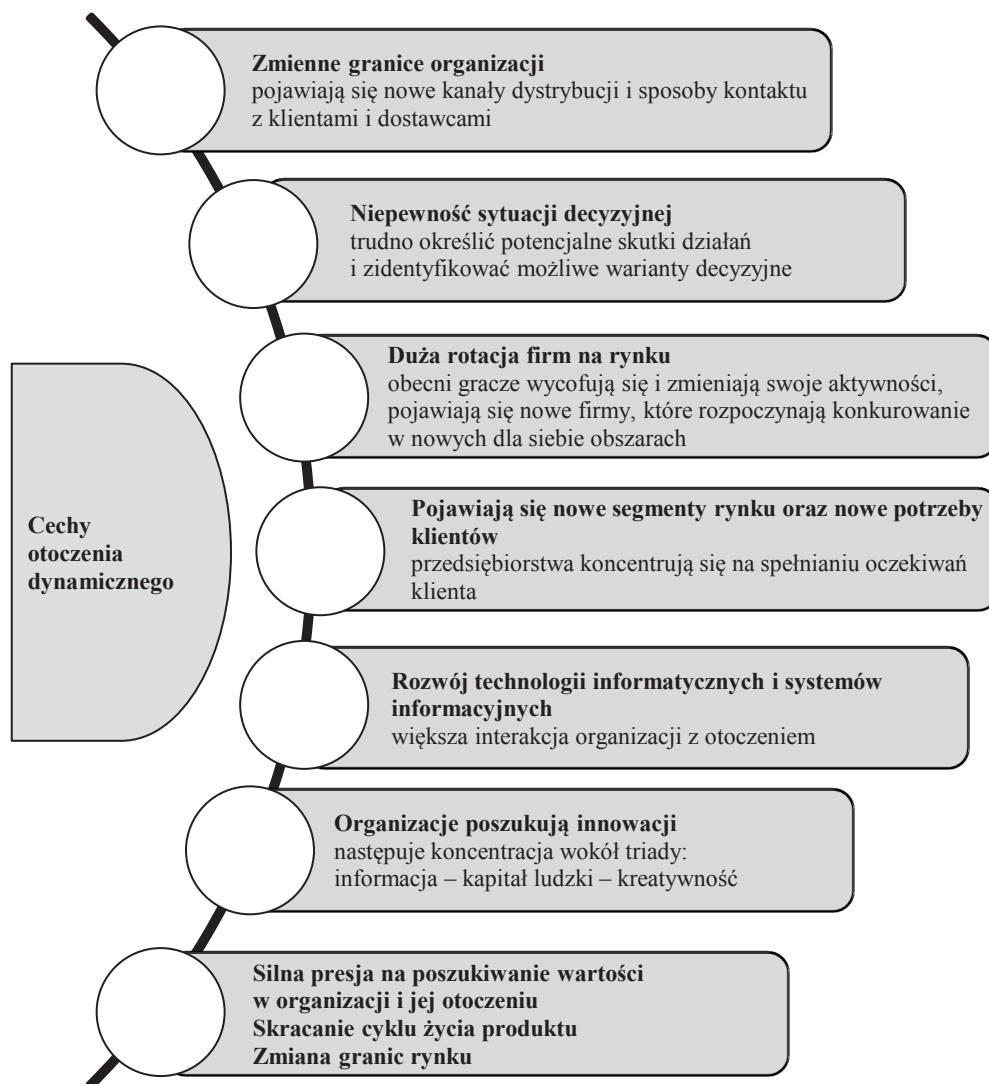 Zmienne granice organizacji
pojawiają się nowe kanały dystrybucji i sposoby kontaktu
z klientami i dostawcami
Niepewność sytuacji decyzyjnej
trudno określić potencjalne skutki działań
i zidentyfikować możliwe warianty decyzyjne
Duża rotacja firm na rynku
obecni gracze wycofują się i zmieniają swoje aktywności,
pojawiają się nowe firmy, które rozpoczynają konkurowanie
w nowych dla siebie obszarach
Cechy
otoczenia
dynamicznego
Pojawiają się nowe segmenty rynku oraz nowe potrzeby
klientów
przedsiębiorstwa koncentrują się na spełnianiu oczekiwań
klienta
Rozwój technologii informatycznych i systemów
informacyjnych
większa interakcja organizacji z otoczeniem
Organizacje poszukują innowacji
następuje koncentracja wokół triady:
informacja – kapitał ludzki – kreatywność
Silna presja na poszukiwanie wartości
w organizacji i jej otoczeniu
Skracanie cyklu życia produktu
Zmiana granic rynku